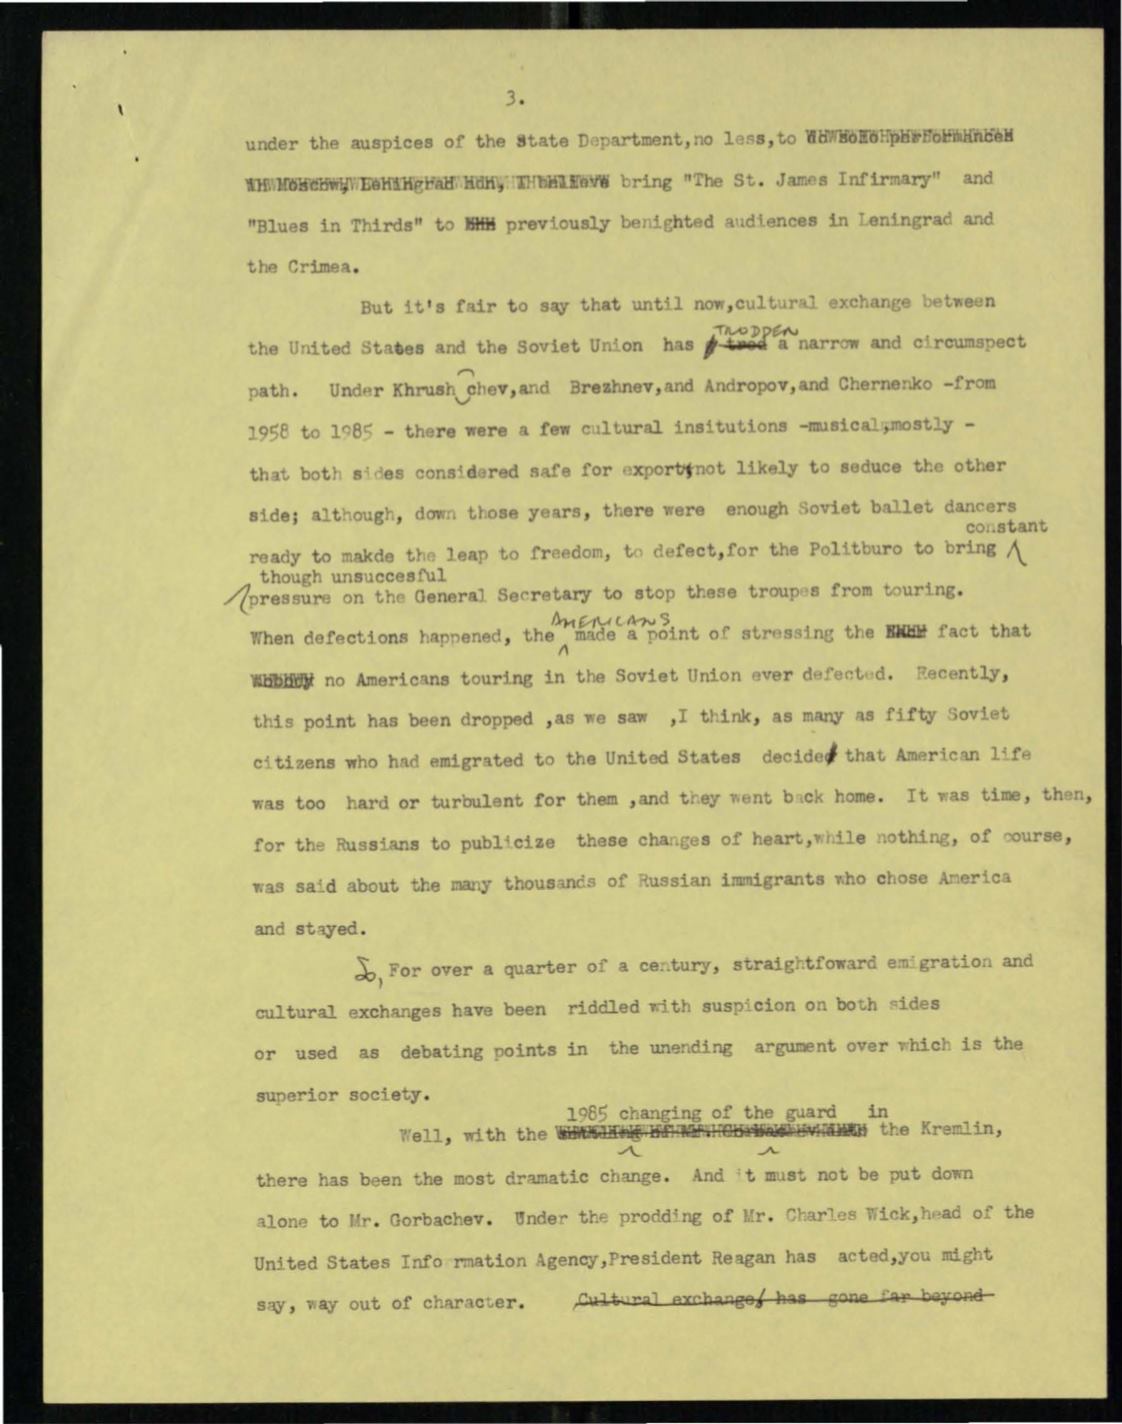 3.
under the auspices of the State Department,no less,to
bring "The St. James Infirmary" and
"Blues in Thirds" to previously benighted audiences in Leningrad and
the Crimea.
But it's fair to say that until now,cultural exchange between
TRODDEN
the United States and the Soviet Union has tred a narrow and circumspect
path. Under Khrush chev,and Brezhnev,and Andropov,and Chernenko -from
1958 to 1985 - there were a few cultural insitutions -musical,mostly -
that both sides considered safe for export,not likely to seduce the other
side; although, down those years, there were enough Soviet ballet dancers
constant
ready to makde the leap to freedom, to defect,for the Politburo to bring
though unsuccesful
pressure on the General Secretary to stop these troupes from touring.
AMERICANS
When defections happened, the made a point of stressing the fact that
no Americans touring in the Soviet Union ever defected. Recently,
this point has been dropped ,as we saw ,I think, as many as fifty Soviet
citizens who had emigrated to the United States decided that American life
was too hard or turbulent for them ,and they went back home. It was time, then,
for the Russians to publicize these changes of heart,while nothing, of course,
was said about the many thousands of Russian immigrants who chose America
and stayed.
So, For over a quarter of a century, straightfoward emigration and
cultural exchanges have been riddled with suspicion on both sides
or used as debating points in the unending argument over which is the
superior society.
1985 changing of the guard in
Well, with the the Kremlin,
there has been the most dramatic change. And it must not be put down
alone to Mr. Gorbachev. Under the prodding of Mr. Charles Wick,head of the
United States Info rmation Agency,President Reagan has acted,you might
say, way out of character. Cultural exchange, has gone far beyond